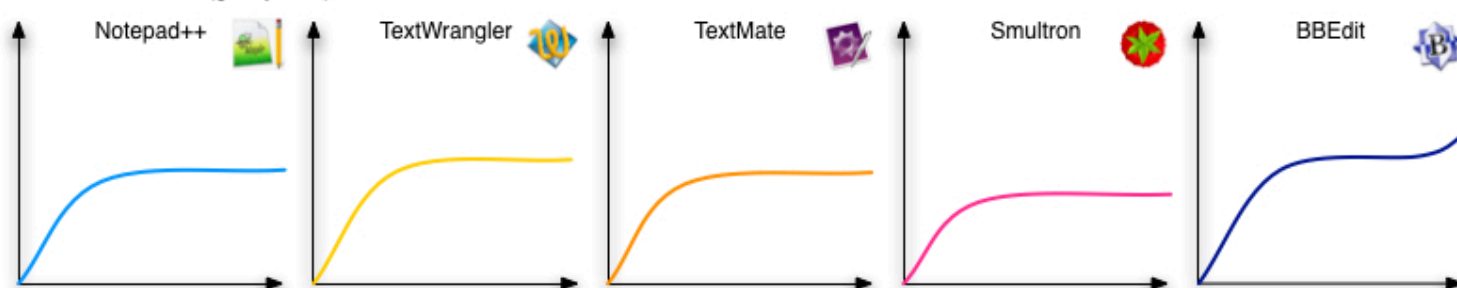 Notepad++
TextWrangler
TextMate
Smultron
BBEdit
B